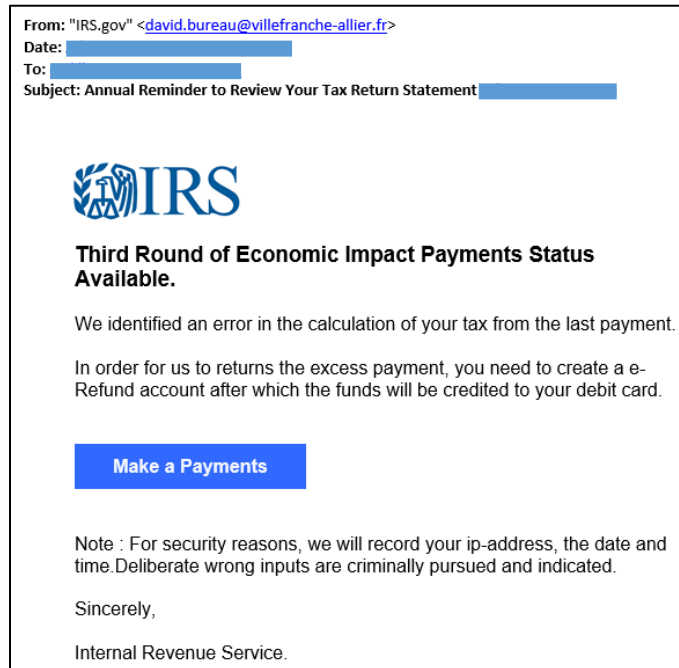 From: "IRS.gov" <david.bureau@villefranche-allier.fr>
Date:
To:
Subject: Annual Reminder to Review Your Tax Return Statement
IRS
Third Round of Economic Impact Payments Status
Available.
We identified an error in the calculation of your tax from the last payment.
In order for us to returns the excess payment, you need to create a e-
Refund account after which the funds will be credited to your debit card.
Make a Payments
Note : For security reasons, we will record your ip-address, the date and
time.Deliberate wrong inputs are criminally pursued and indicated.
Sincerely,
Internal Revenue Service.